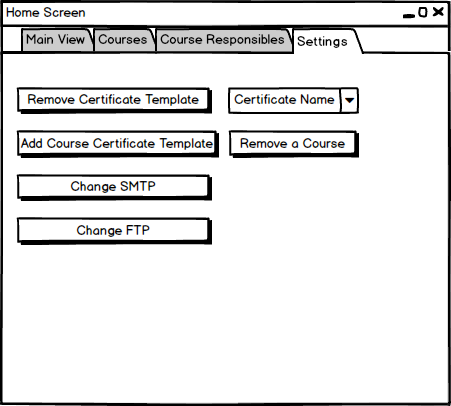 Home Screen
Main View Courses Course Responsibles Settings
Remove Certificate Template Certificate Name
Add Course Certificate Template Remove a Course
Change SMTP
Change FTP